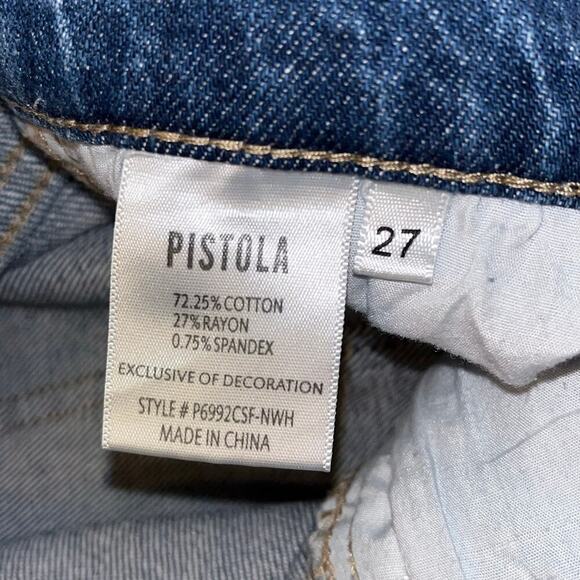 PISTOLA
72.25% COTTON
27% RAYON
0.75% SPANDEX
EXCLUSIVE OF DECORATION
STYLE # P6992CSF-NWH
MADE IN CHINA
27